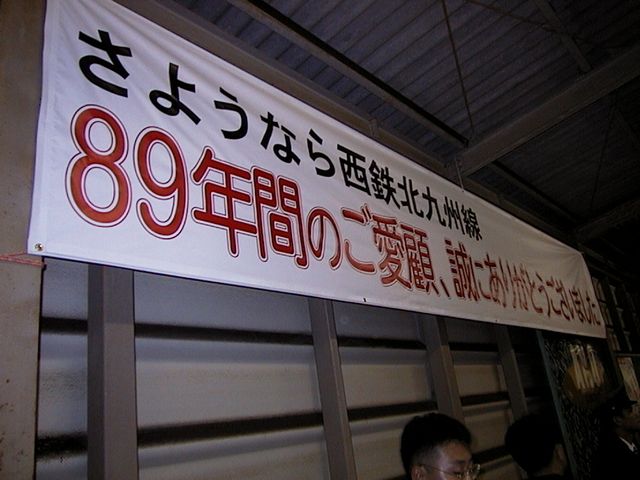 さようなら西鉄北九州線
89年間のご愛顧、誠にありがとうございました